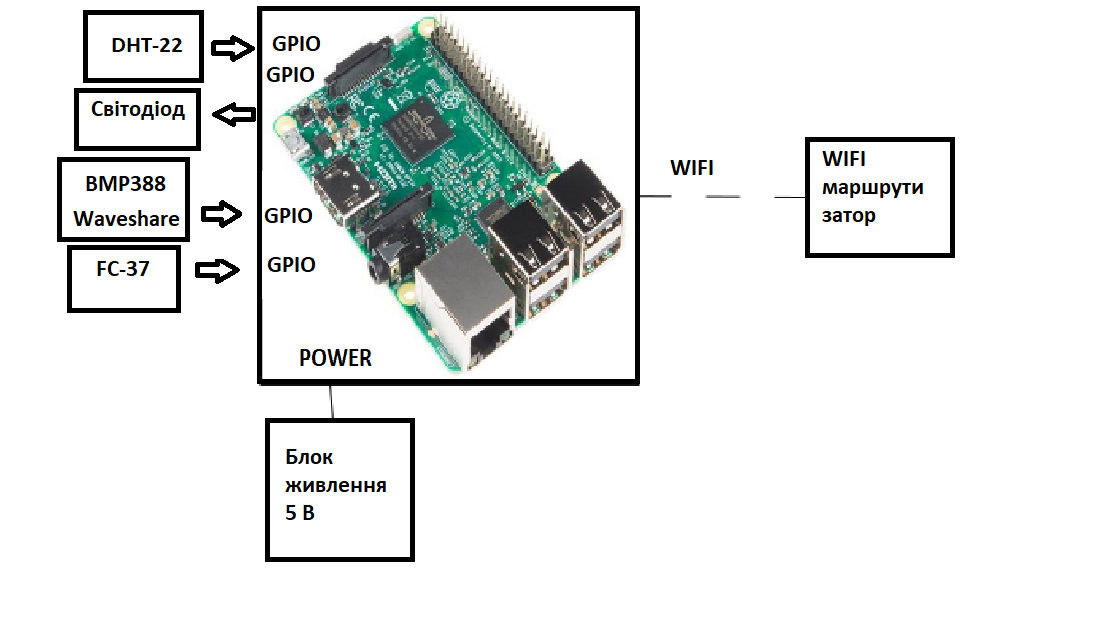 DHT-22
GPIO
GPIO
Світодіод
BMP388
Waveshare
GPIO
FC-37
GPIO
POWER
WIFI
WIFI
маршрути
затор
Блок
живлення
5 В